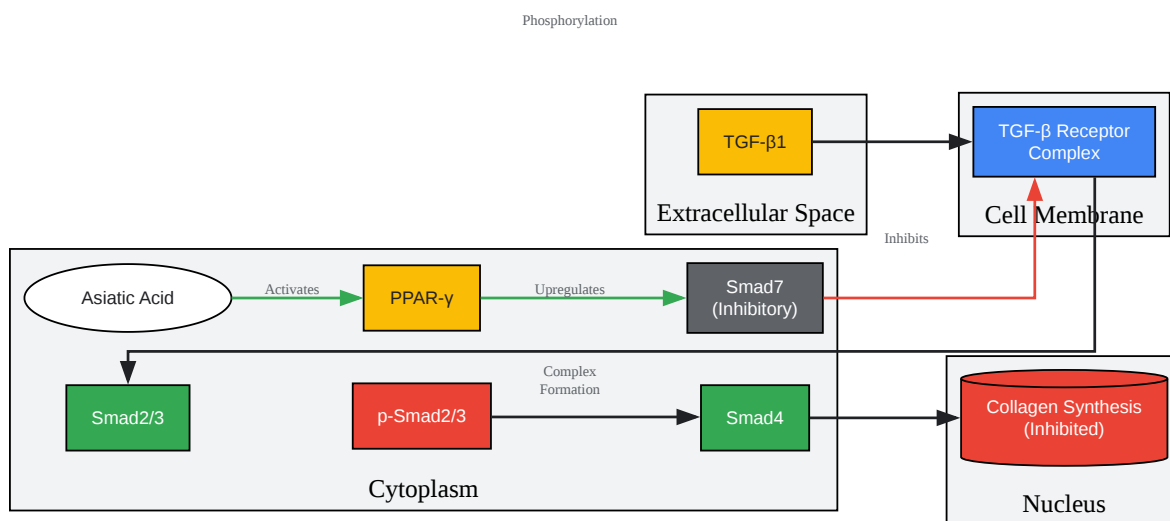 Phosphorylation
TGF-β1
TGF-β Receptor
Complex
Extracellular Space
Cell Membrane
Inhibits
Asiatic Acid
Activates
PPAR-γ
Upregulates
Smad7
(Inhibitory)
Complex
Formation
Smad2/3
p-Smad2/3
Smad4
Collagen Synthesis
(Inhibited)
Cytoplasm
Nucleus